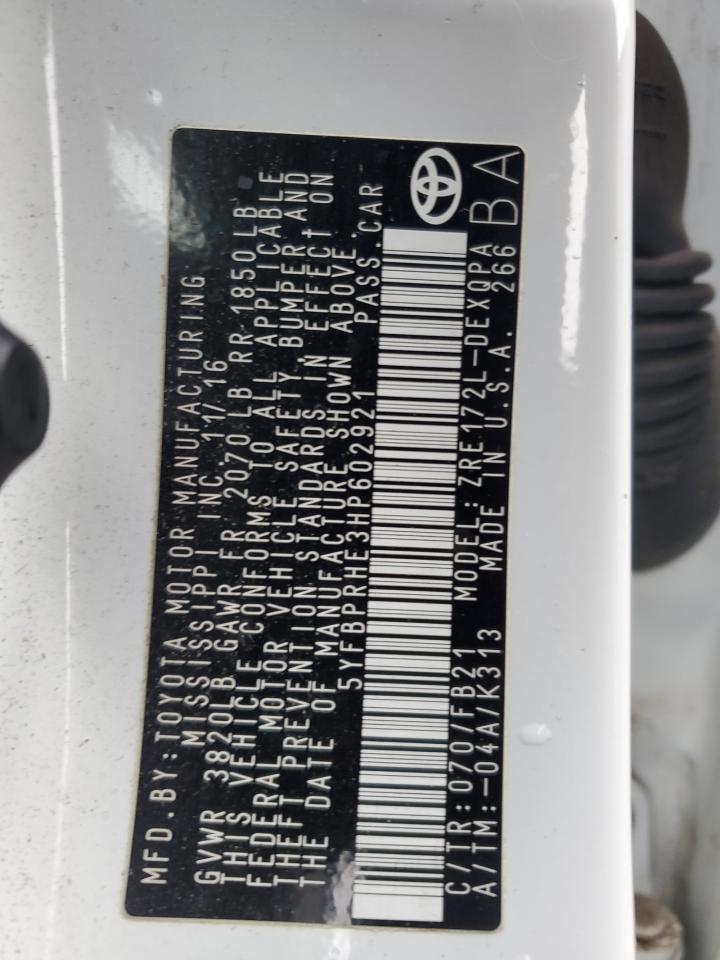 MFD.BY:TOYOTA MOTOR MANUFACTURING
MISSISSIPPI INC. 11/16
GVWR 3820LB GAWR FR 2070LB RR 1850LB
THIS VEHICLE CONFORMS TO ALL APPLICABLE
FEDERAL MOTOR VEHICLE SAFETY, BUMPER AND
THEFT PREVENTION STANDARDS IN EFFECT ON
THE DATE OF MANUFACTURE SHOWN ABOVE.
5YFBPRHE3HP602921 PASS.CAR
C/TR:070/FB21 MODEL:ZRE172L-DEXQPA
A/TM:-04A/K313 MADE IN U.S.A. 266
BA